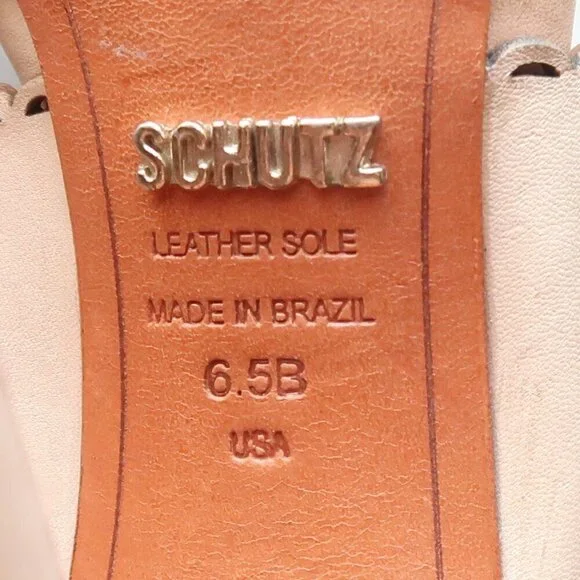 SCHUTZ
LEATHER SOLE
MADE IN BRAZIL
6.5B
USA